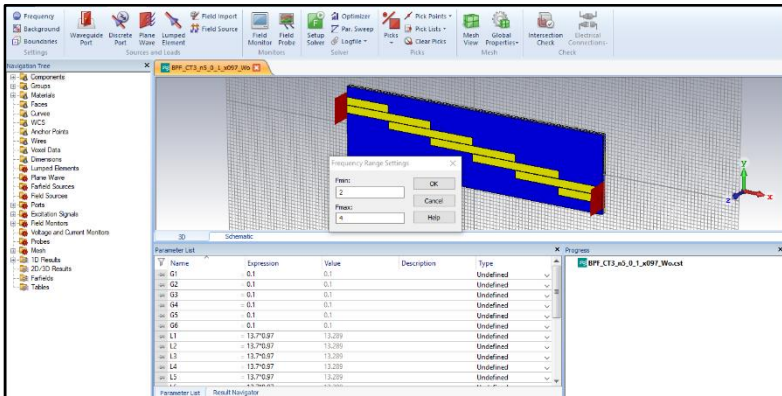 Frequency
Background
Boundaries
Settings
Waveguide Port
Discrete Port
Plane Wave
Lumped Element
Field Import
Field Source
Sources and Loads
Field Monitor
Field Probe
Monitors
Setup Solver
Optimizer
Par. Sweep
Logfile
Solver
Picks
Pick Points
Pick Lists
Clear Picks
Picks
Mesh View
Global Properties
Mesh
Intersection Check
Electrical Connections
Check
Navigation Tree
Components
Groups
Materials
Faces
Curves
WCS
Anchor Points
Wires
Voxel Data
Dimensions
Lumped Elements
Plane Wave
Farfield Sources
Field Sources
Ports
Excitation Signals
Field Monitors
Voltage and Current Monitors
Probes
Mesh
1D Results
2D/3D Results
Farfields
Tables
BPF_CT3_n5_0_1_x097_Wo
Frequency Range Settings
Fmin:
2
Fmax:
4
OK
Cancel
Help
y
z
x
3D Schematic
Parameter List
Name Expression Value Description Type
G1 = 0.1 0.1 Undefined
G2 = 0.1 0.1 Undefined
G3 = 0.1 0.1 Undefined
G4 = 0.1 0.1 Undefined
G5 = 0.1 0.1 Undefined
G6 = 0.1 0.1 Undefined
L1 = 13.7*0.97 13.289 Undefined
L2 = 13.7*0.97 13.289 Undefined
L3 = 13.7*0.97 13.289 Undefined
L4 = 13.7*0.97 13.289 Undefined
L5 = 13.7*0.97 13.289 Undefined
Parameter List Result Navigator
Progress
BPF_CT3_n5_0_1_x097_Wo.cst